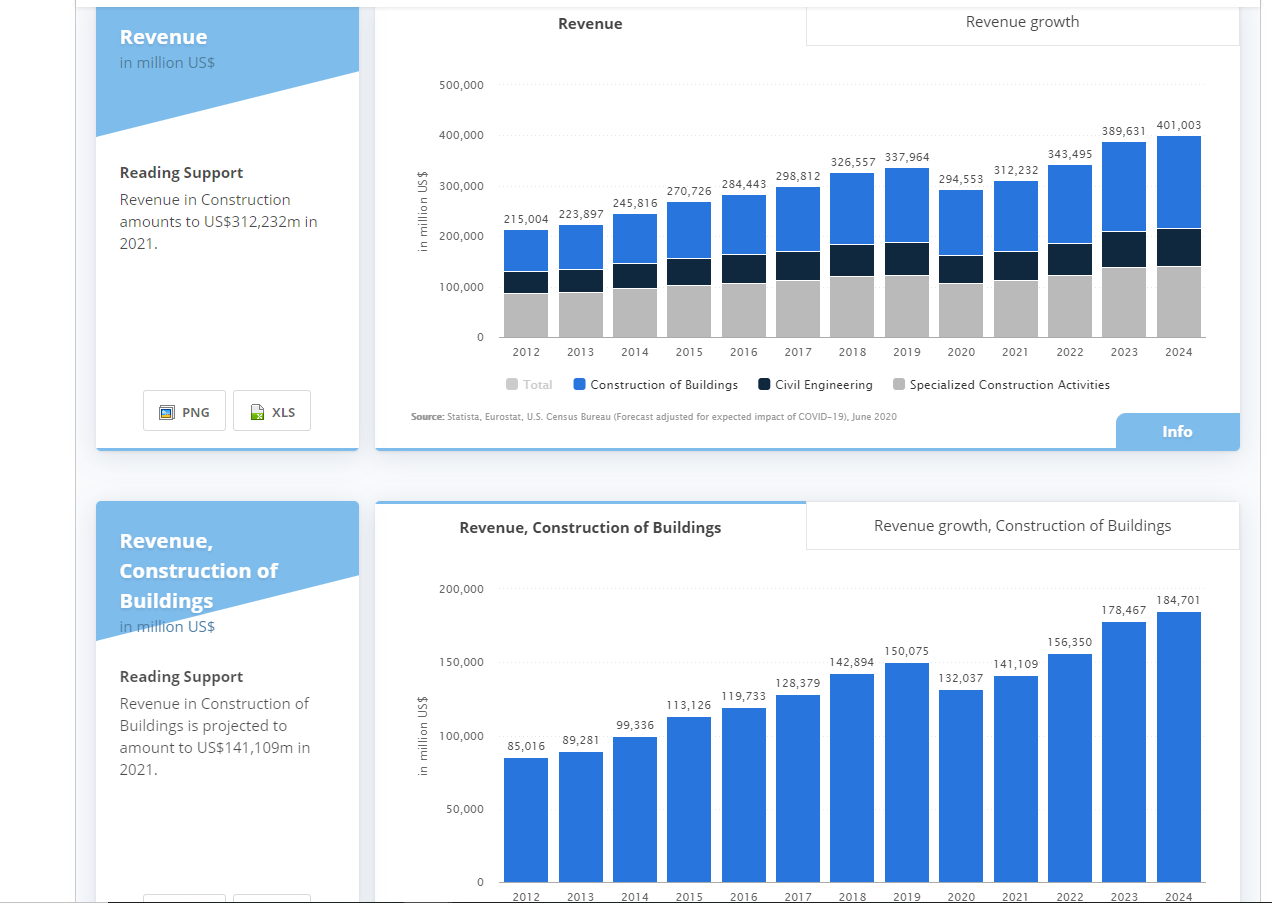 Revenue
in million US$
Reading Support
Revenue in Construction
amounts to US$312,232m in
2021.
PNG
XLS
Revenue
Revenue growth
500,000
400,000
300,000
200,000
100,000
0
in million US$
215,004
223,897
245,816
270,726
284,443
298,812
326,557
337,964
294,553
312,232
343,495
389,631
401,003
2012 2013 2014 2015 2016 2017 2018 2019 2020 2021 2022 2023 2024
Total Construction of Buildings Civil Engineering Specialized Construction Activities
Source: Statista, Eurostat, U.S. Census Bureau (Forecast adjusted for expected impact of COVID-19), June 2020
Info
Revenue,
Construction of
Buildings
in million US$
Reading Support
Revenue in Construction of
Buildings is projected to
amount to US$141,109m in
2021.
Revenue, Construction of Buildings
Revenue growth, Construction of Buildings
200,000
150,000
100,000
50,000
0
in million US$
85,016
89,281
99,336
113,126
119,733
128,379
142,894
150,075
132,037
141,109
156,350
178,467
184,701
2012 2013 2014 2015 2016 2017 2018 2019 2020 2021 2022 2023 2024